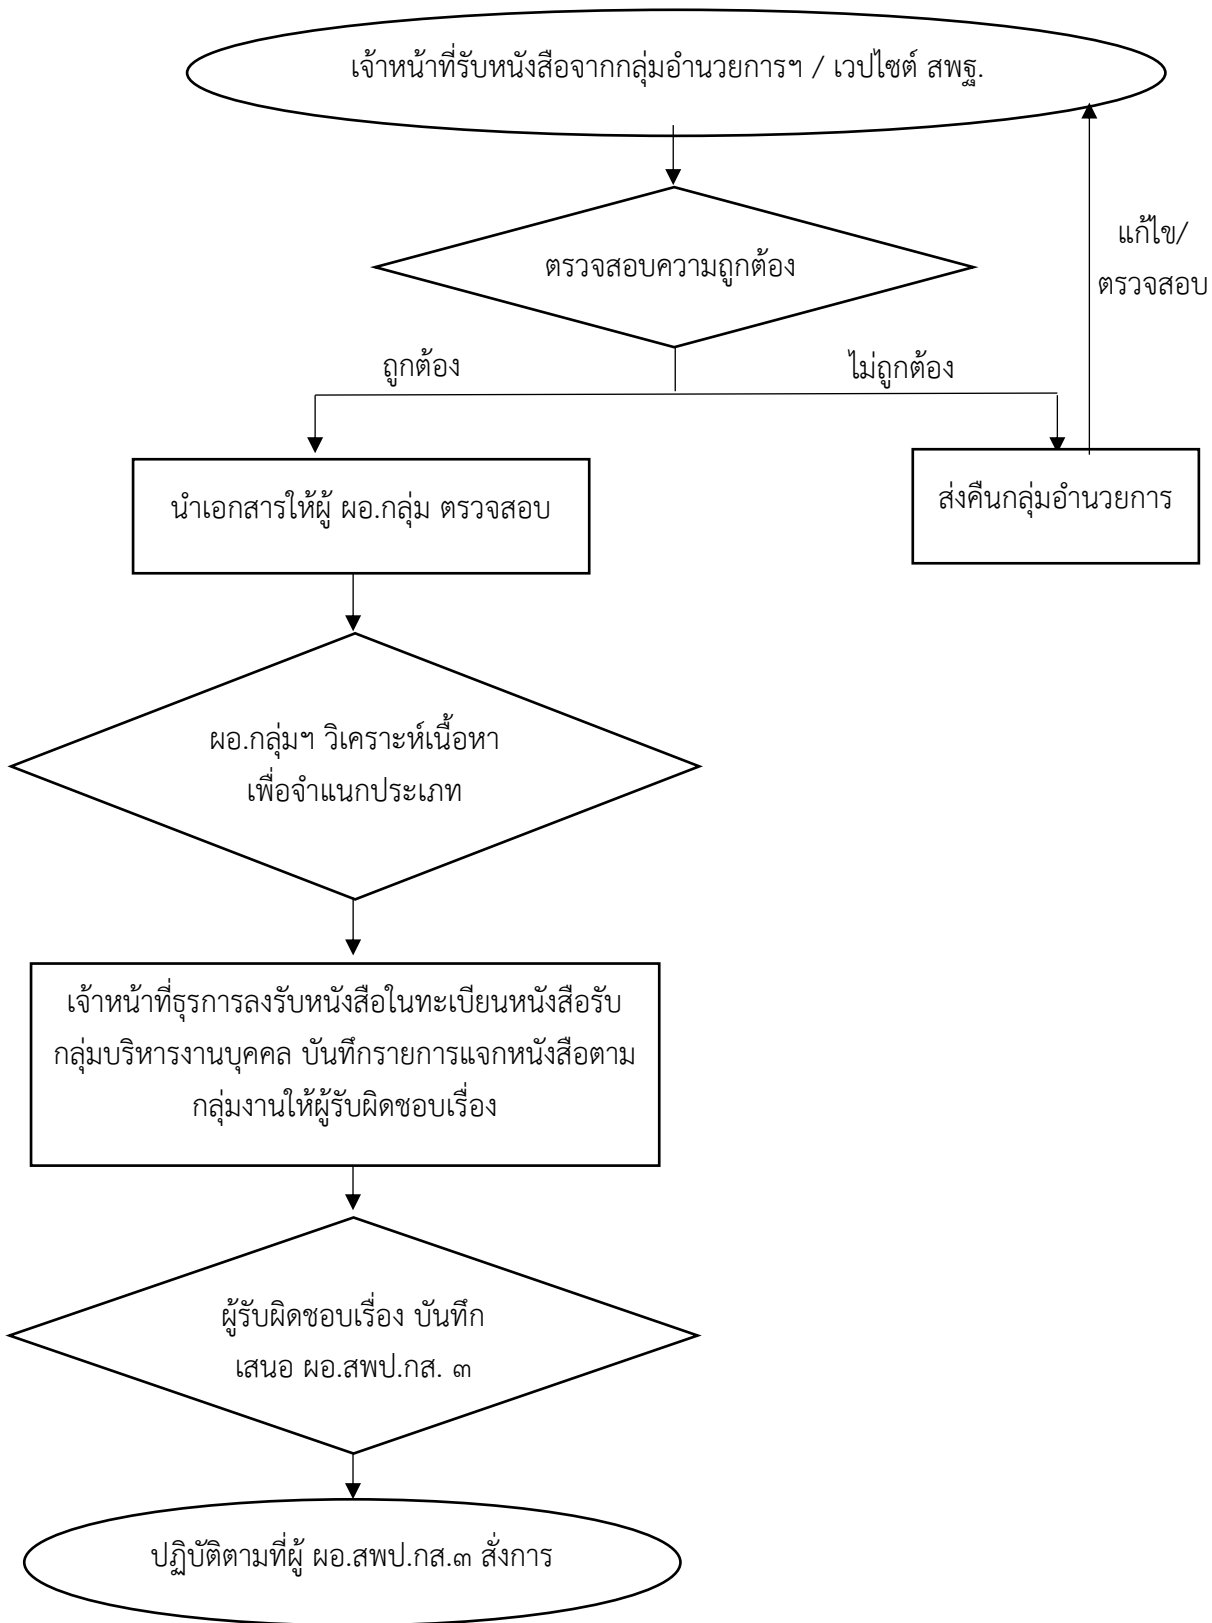 เจ้าหน้าที่รับหนังสือจากกลุ่มอำนวยการฯ / เวปไซต์ สพฐ.
แก้ไข/
ตรวจสอบ
ตรวจสอบความถูกต้อง
ถูกต้อง
ไม่ถูกต้อง
นำเอกสารให้ผู้ ผอ.กลุ่ม ตรวจสอบ
ส่งคืนกลุ่มอำนวยการ
ผอ.กลุ่มฯ วิเคราะห์เนื้อหา
เพื่อจำแนกประเภท
เจ้าหน้าที่ธุรการลงรับหนังสือในทะเบียนหนังสือรับ
กลุ่มบริหารงานบุคคล บันทึกรายการแจกหนังสือตาม
กลุ่มงานให้ผู้รับผิดชอบเรื่อง
ผู้รับผิดชอบเรื่อง บันทึก
เสนอ ผอ.สพป.กส. ๓
ปฏิบัติตามที่ผู้ ผอ.สพป.กส.๓ สั่งการ